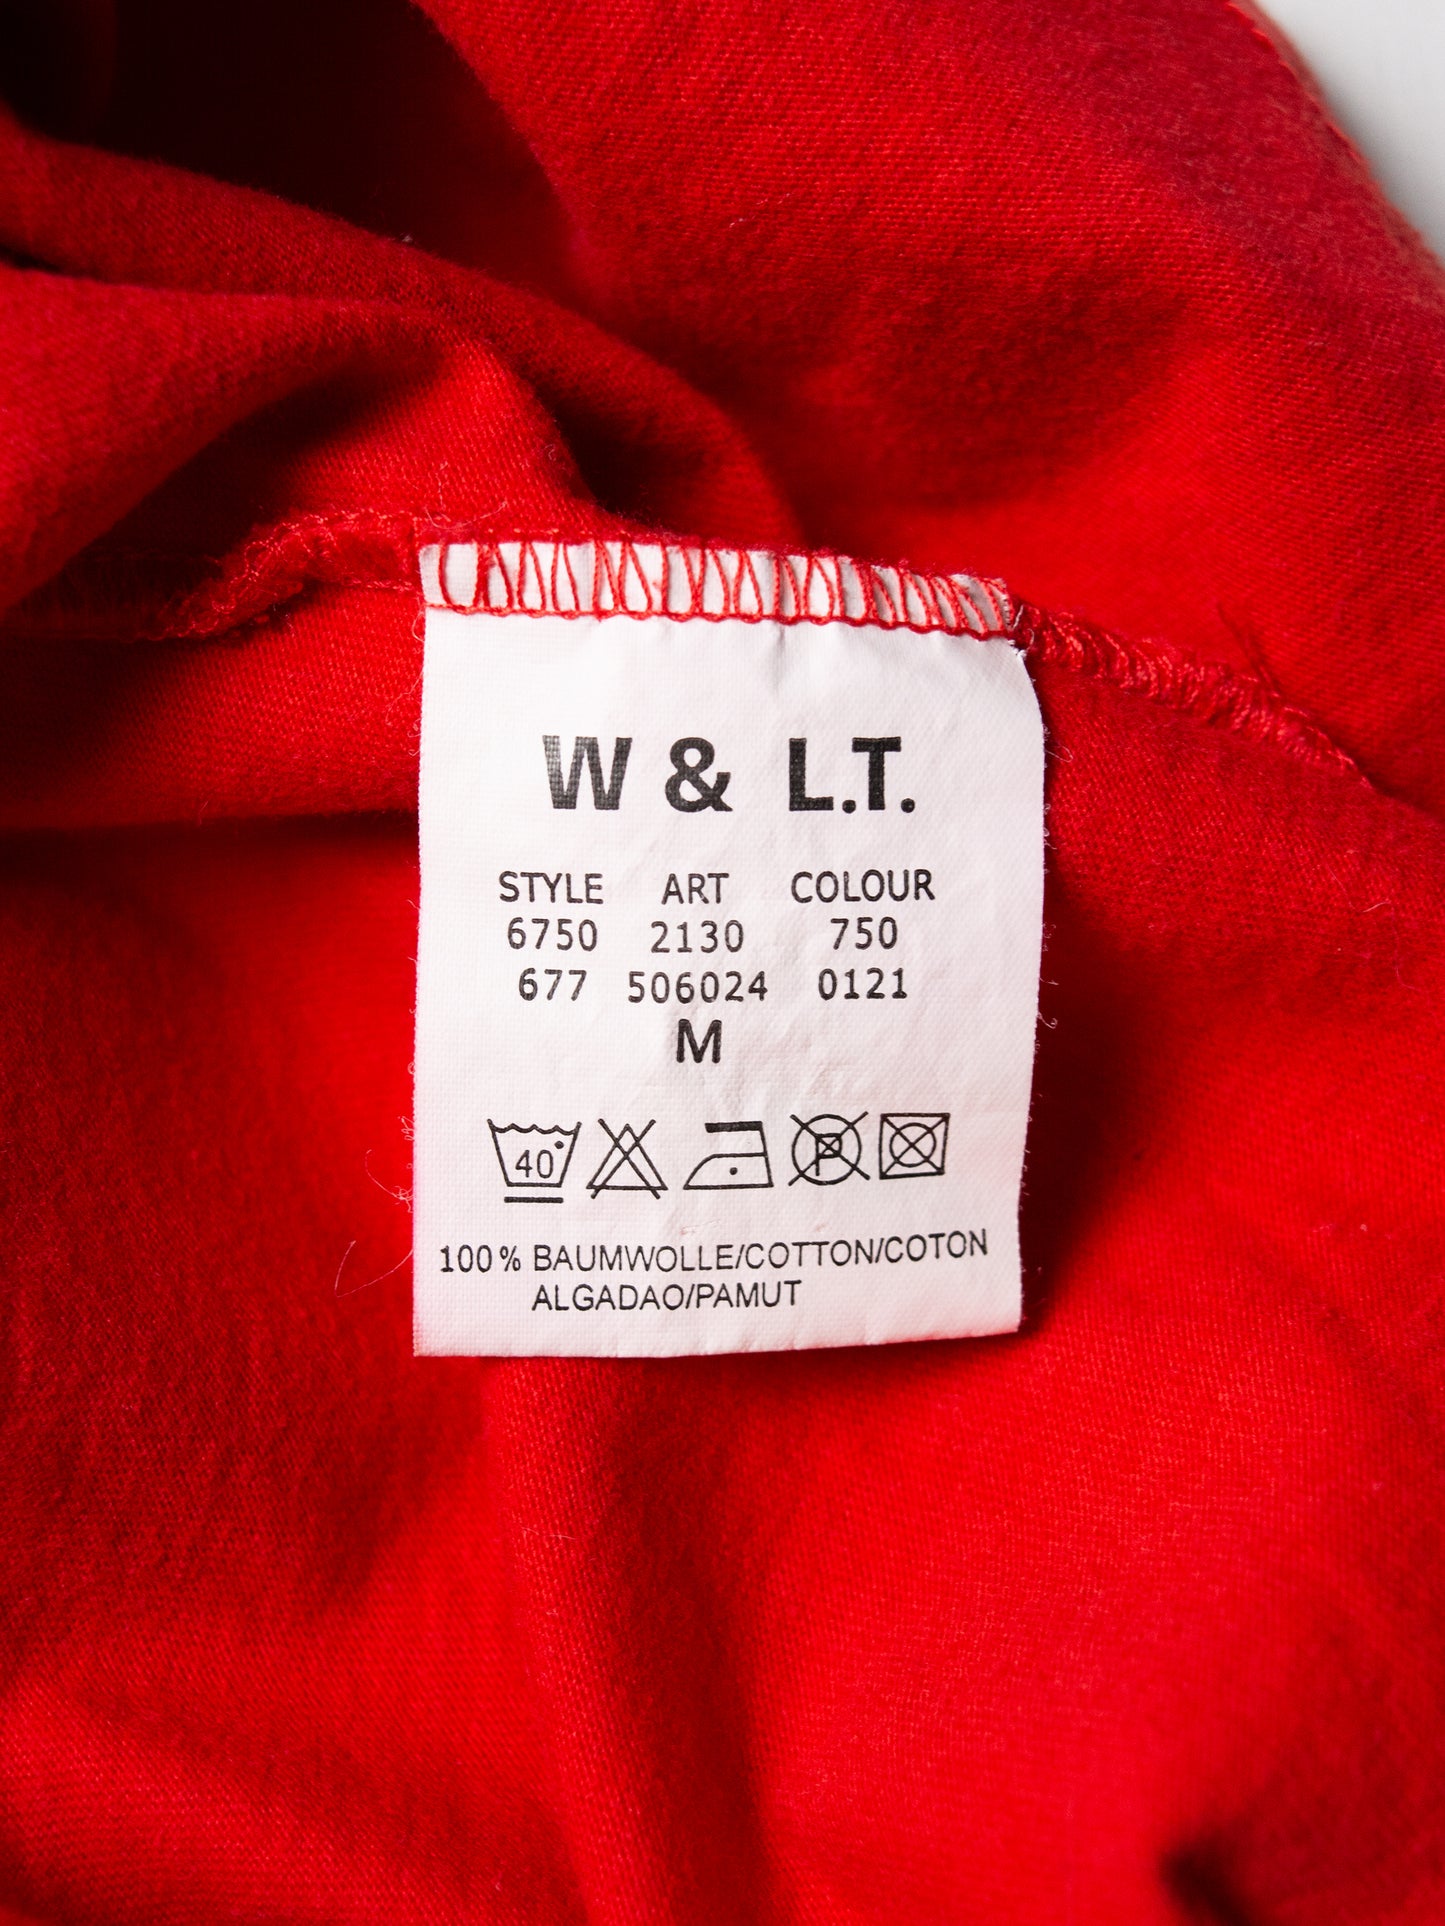 W & L.T.
STYLE ART COLOUR
6750 2130 750
677 506024 0121
M
40°
P
100% BAUMWOLLE/COTTON/COTON
ALGADAO/PAMUT